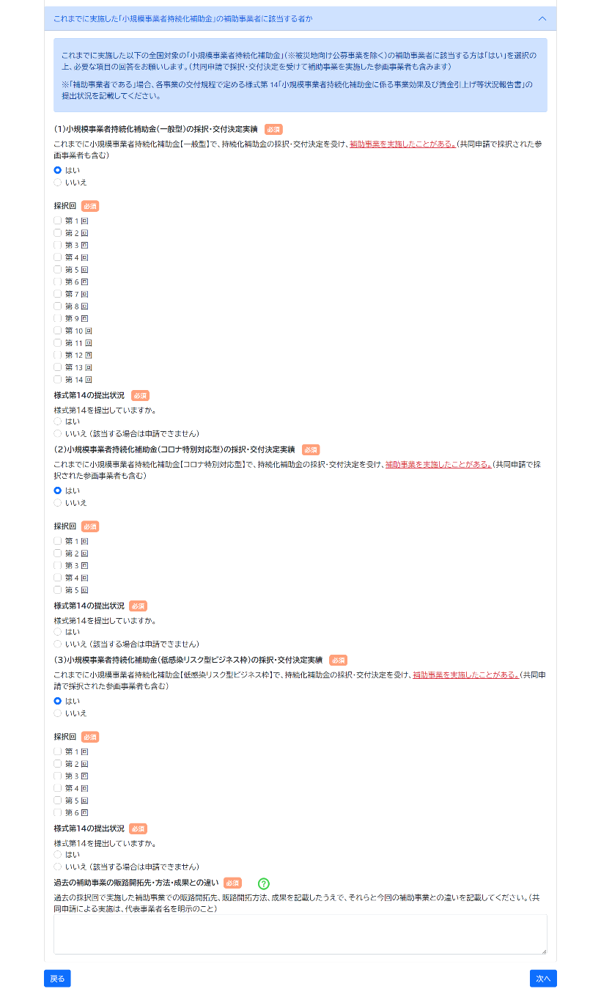 これまでに実施した「小規模事業者持続化補助金」の補助事業者に該当する者か
これまでに実施した以下の全国対象の「小規模事業者持続化補助金」（※被災地向け公募事業を除く）の補助事業者に該当する方は「はい」を選択の
上、必要な項目の回答をお願いします。（共同申請で採択・交付決定を受けて補助事業を実施した参画事業者も含みます）
※「補助事業者である」場合、各事業の交付規程で定める様式第 14「小規模事業者持続化補助金に係る事業効果及び賃金引上げ等状況報告書」の
提出状況を記載してください。
（1）小規模事業者持続化補助金（一般型）の採択・交付決定実績 必須
これまでに小規模事業者持続化補助金【一般型】で、持続化補助金の採択・交付決定を受け、補助事業を実施したことがある。（共同申請で採択された参
画事業者も含む）
はい
いいえ
採択回 必須
第 1 回
第 2 回
第 3 回
第 4 回
第 5 回
第 6 回
第 7 回
第 8 回
第 9 回
第 10 回
第 11 回
第 12 回
第 13 回
第 14 回
様式第14の提出状況 必須
様式第14を提出していますか。
はい
いいえ （該当する場合は申請できません）
（2）小規模事業者持続化補助金（コロナ特別対応型）の採択・交付決定実績 必須
これまでに小規模事業者持続化補助金【コロナ特別対応型】で、持続化補助金の採択・交付決定を受け、補助事業を実施したことがある。（共同申請で採
択された参画事業者も含む）
はい
いいえ
採択回 必須
第 1 回
第 2 回
第 3 回
第 4 回
第 5 回
様式第14の提出状況 必須
様式第14を提出していますか。
はい
いいえ （該当する場合は申請できません）
（3）小規模事業者持続化補助金（低感染リスク型ビジネス枠）の採択・交付決定実績 必須
これまでに小規模事業者持続化補助金【低感染リスク型ビジネス枠】で、持続化補助金の採択・交付決定を受け、補助事業を実施したことがある。（共同申
請で採択された参画事業者も含む）
はい
いいえ
採択回 必須
第 1 回
第 2 回
第 3 回
第 4 回
第 5 回
第 6 回
様式第14の提出状況 必須
様式第14を提出していますか。
はい
いいえ （該当する場合は申請できません）
過去の補助事業の販路開拓先・方法・成果との違い 必須 ?
過去の採択回で実施した補助事業での販路開拓先、販路開拓方法、成果を記載したうえで、それらと今回の補助事業との違いを記載してください。（共
同申請による実施は、代表事業者名を明示のこと）
戻る
次へ